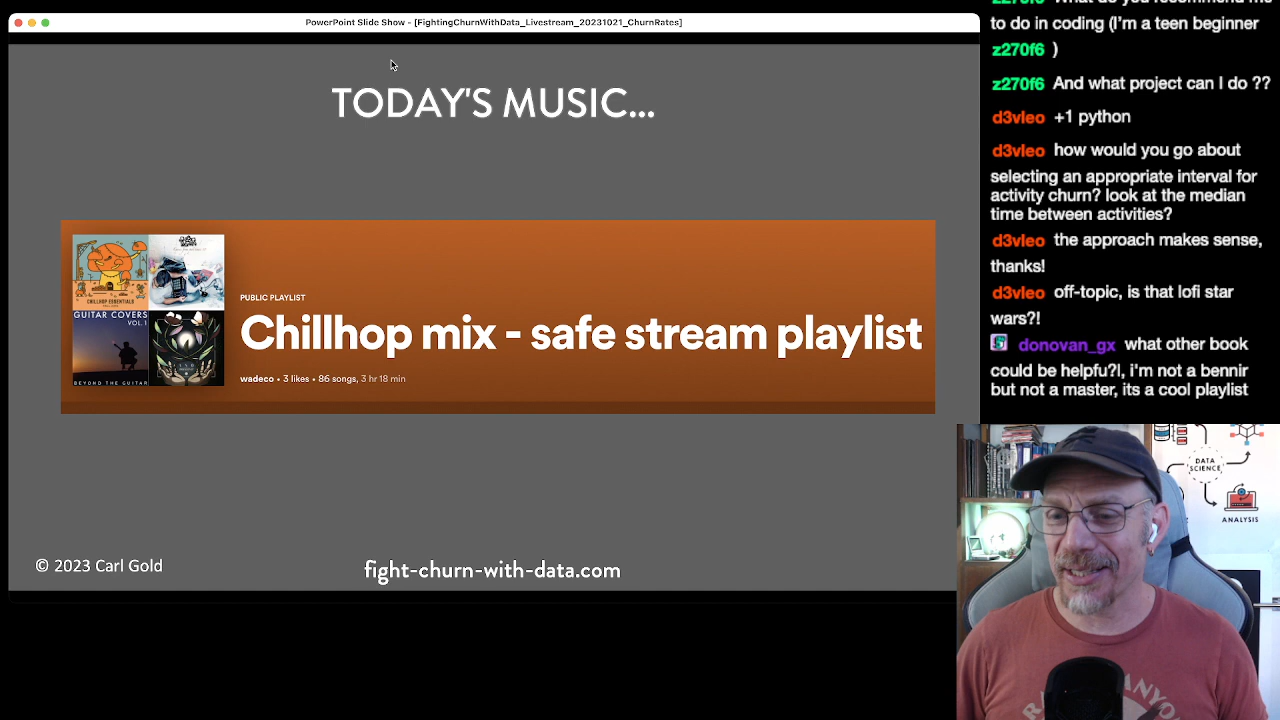 PowerPoint Slide Show - [FightingChurnWithData_Livestream_20231021_ChurnRates]
TODAY'S MUSIC...
CHILLHOP ESSENTIALS
GUITAR COVERS
VOL.1
BEYOND THE GUITAR
PUBLIC PLAYLIST
Chillhop mix - safe stream playlist
wadeco • 3 likes • 86 songs, 3 hr 18 min
© 2023 Carl Gold
fight-churn-with-data.com
to do in coding (I'm a teen beginner
z270f6 )
z270f6 And what project can I do ??
d3vleo +1 python
d3vleo how would you go about
selecting an appropriate interval for
activity churn? look at the median
time between activities?
d3vleo the approach makes sense,
thanks!
d3vleo off-topic, is that lofi star
wars?!
donovan_gx what other book
could be helpfu?l, i'm not a bennir
but not a master, its a cool playlist
DATA
SCIENCE
ANALYSIS